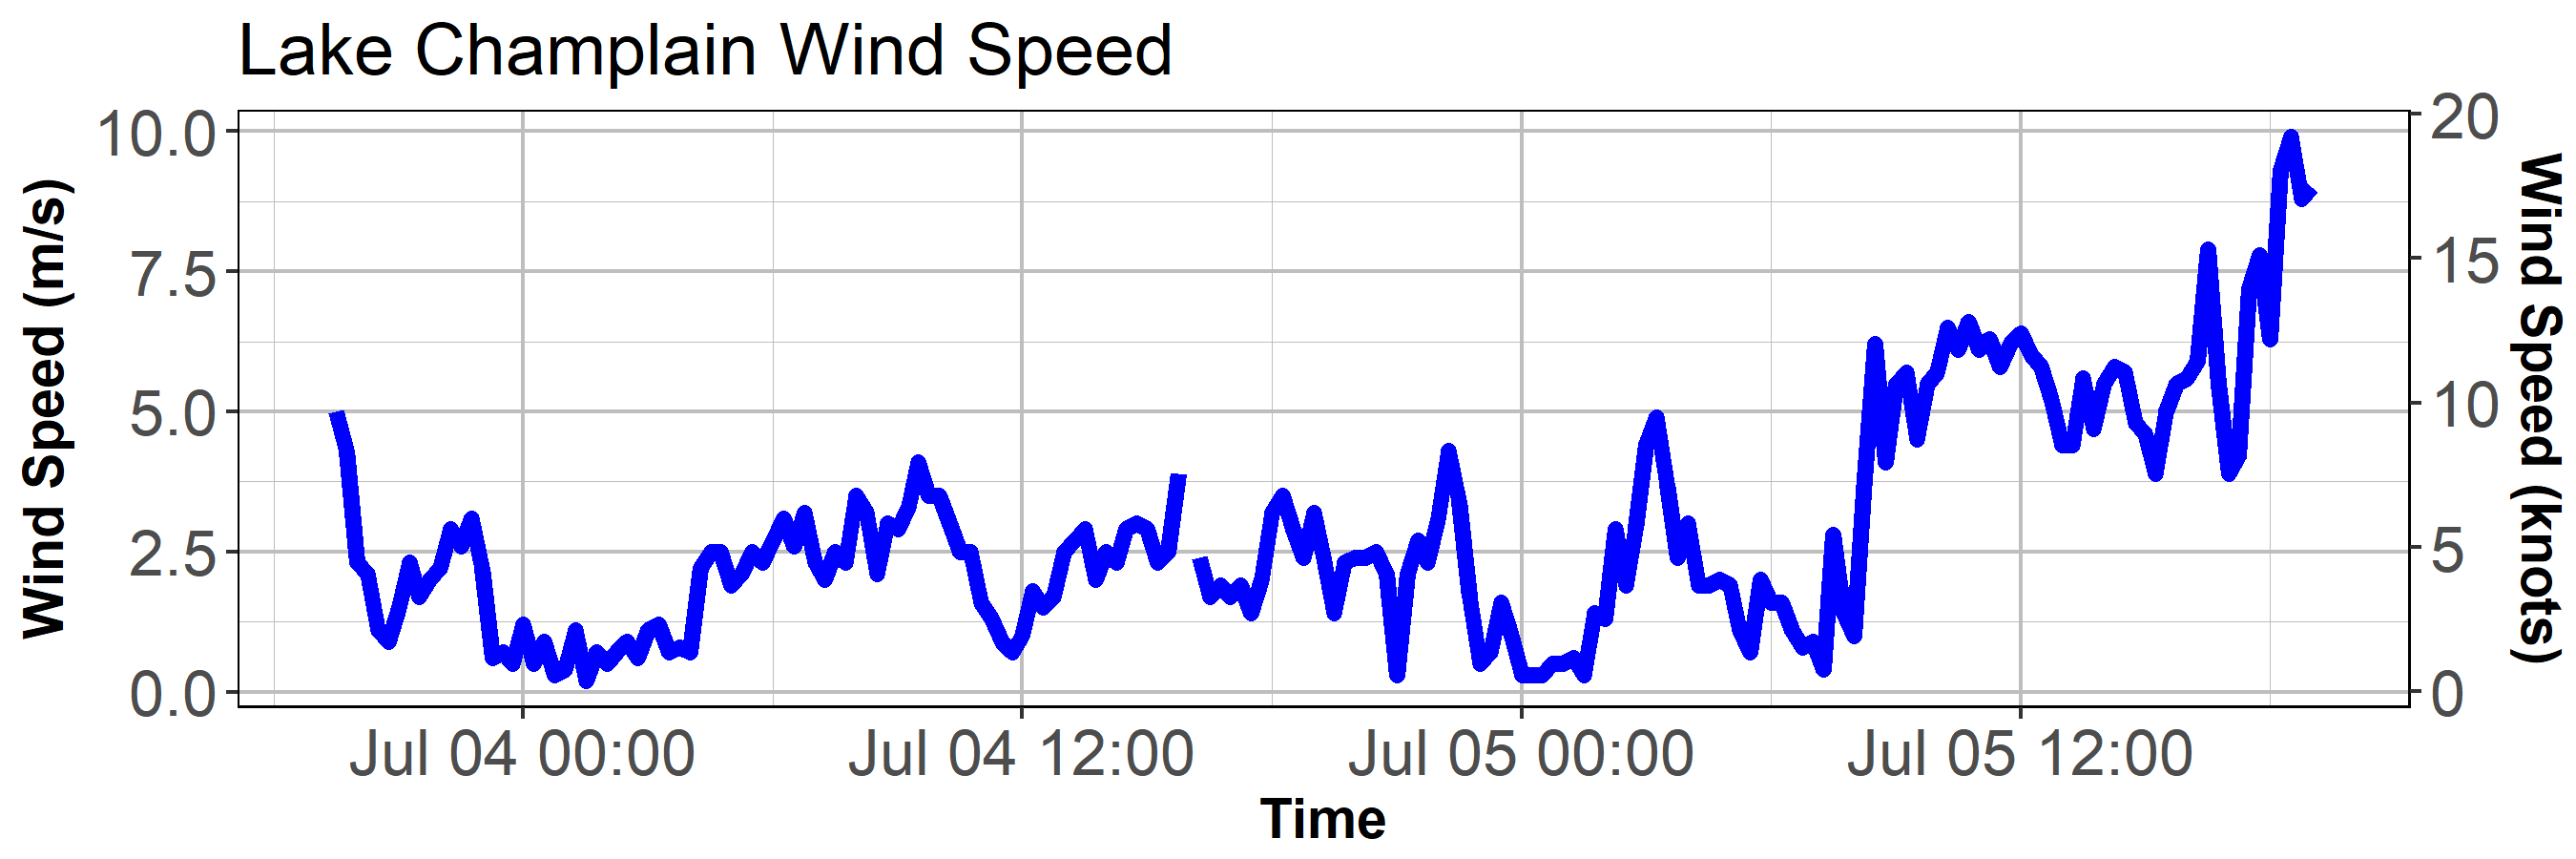 Lake Champlain Wind Speed
Wind Speed (m/s)
10.0
7.5
5.0
2.5
0.0
20
15
10
5
0
Wind Speed (knots)
Jul 04 00:00
Jul 04 12:00
Jul 05 00:00
Jul 05 12:00
Time